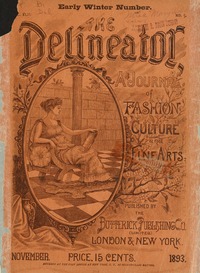 Early Winter Number.
THE
Delineator
A JOURNAL
OF
FASHION
CULTURE
AND
FINE ARTS.
PUBLISHED BY
THE
BUTTERICK PUBLISHING CO.
LONDON & NEW YORK.
NOVEMBER.
PRICE, 15 CENTS.
1893.